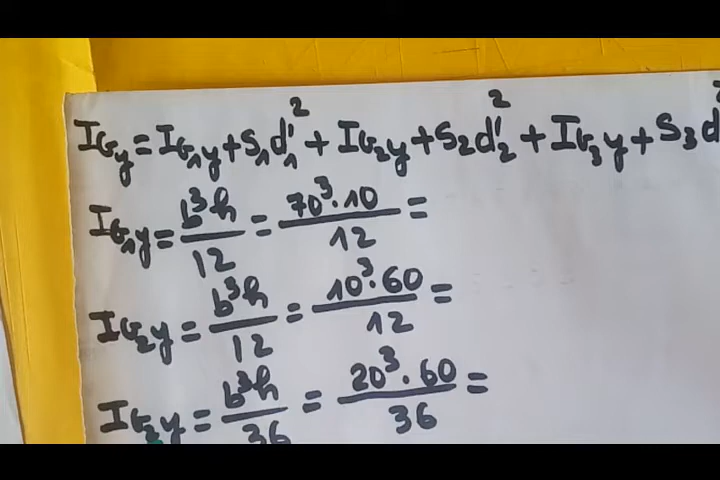 IG₁y = IG₁y + S₁d'₁² + IG₂y + S₂d'₂² + IG₃y + S₃d
IG₁y = b³h/12 = 70³·10/12 =
IG₂y = b³h/12 = 10³·60/12 =
IG₃y = b³h/36 = 20³·60/36 =